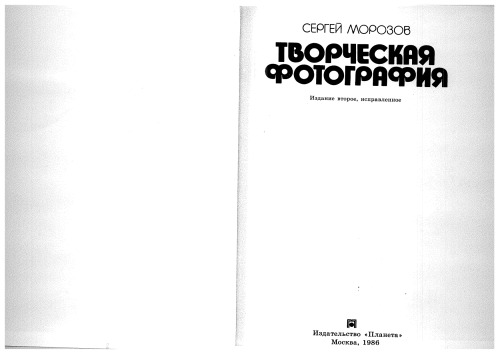 СЕРГЕЙ МОРОЗОВ
ТВОРЧЕСКАЯ
ФОТОГРАФИЯ
Издание второе, исправленное
Издательство «Планета»
Москва, 1986